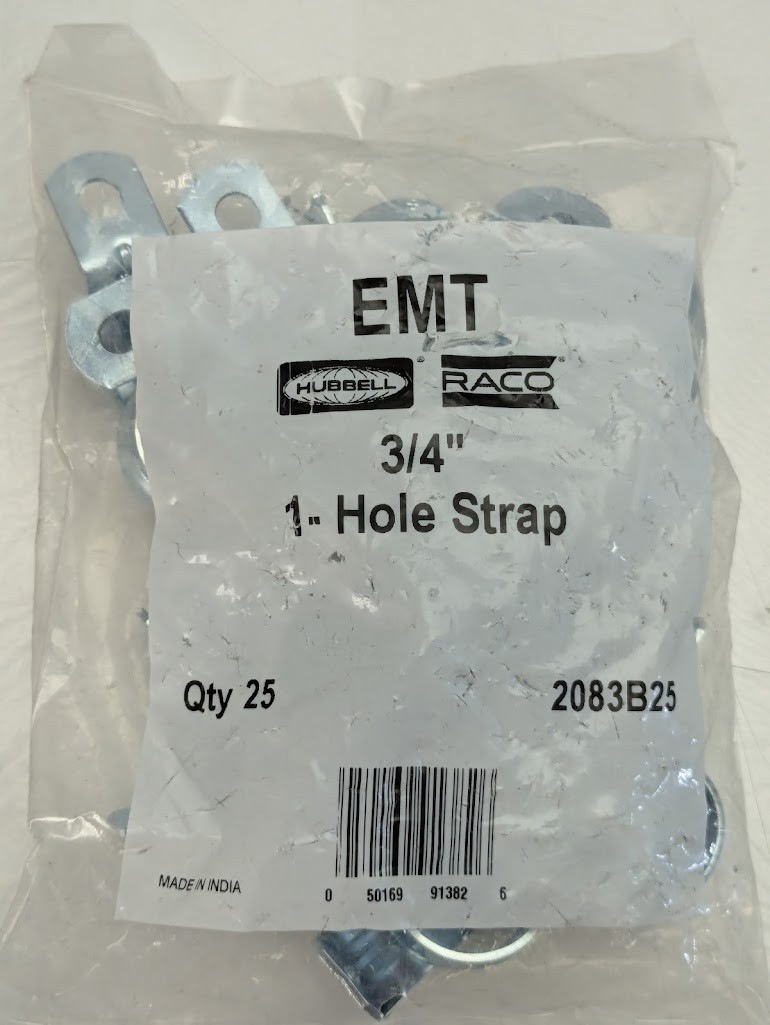 EMT
HUBBELL® RACO®
3/4"
1- Hole Strap
Qty 25 2083B25
MADE IN INDIA
0 50169 91382 6